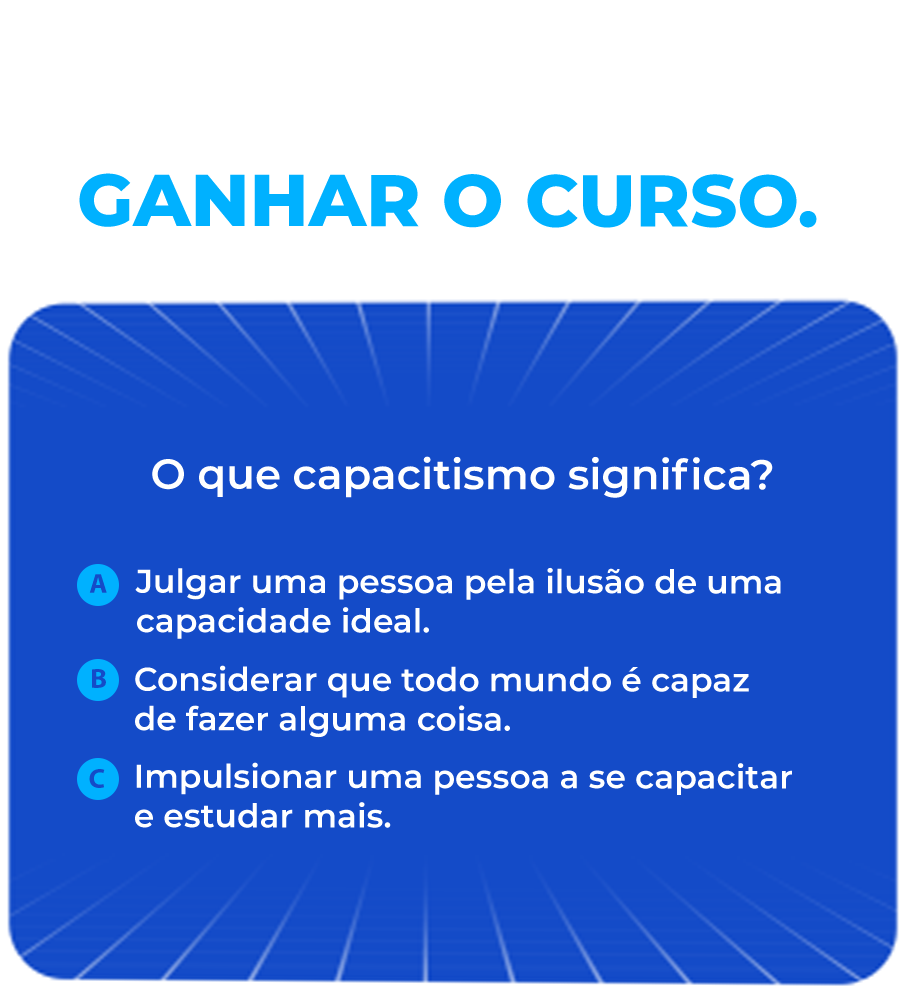 GANHAR O CURSO.
O que capacitismo significa?
A Julgar uma pessoa pela ilusão de uma
capacidade ideal.
B Considerar que todo mundo é capaz
de fazer alguma coisa.
C Impulsionar uma pessoa a se capacitar
e estudar mais.